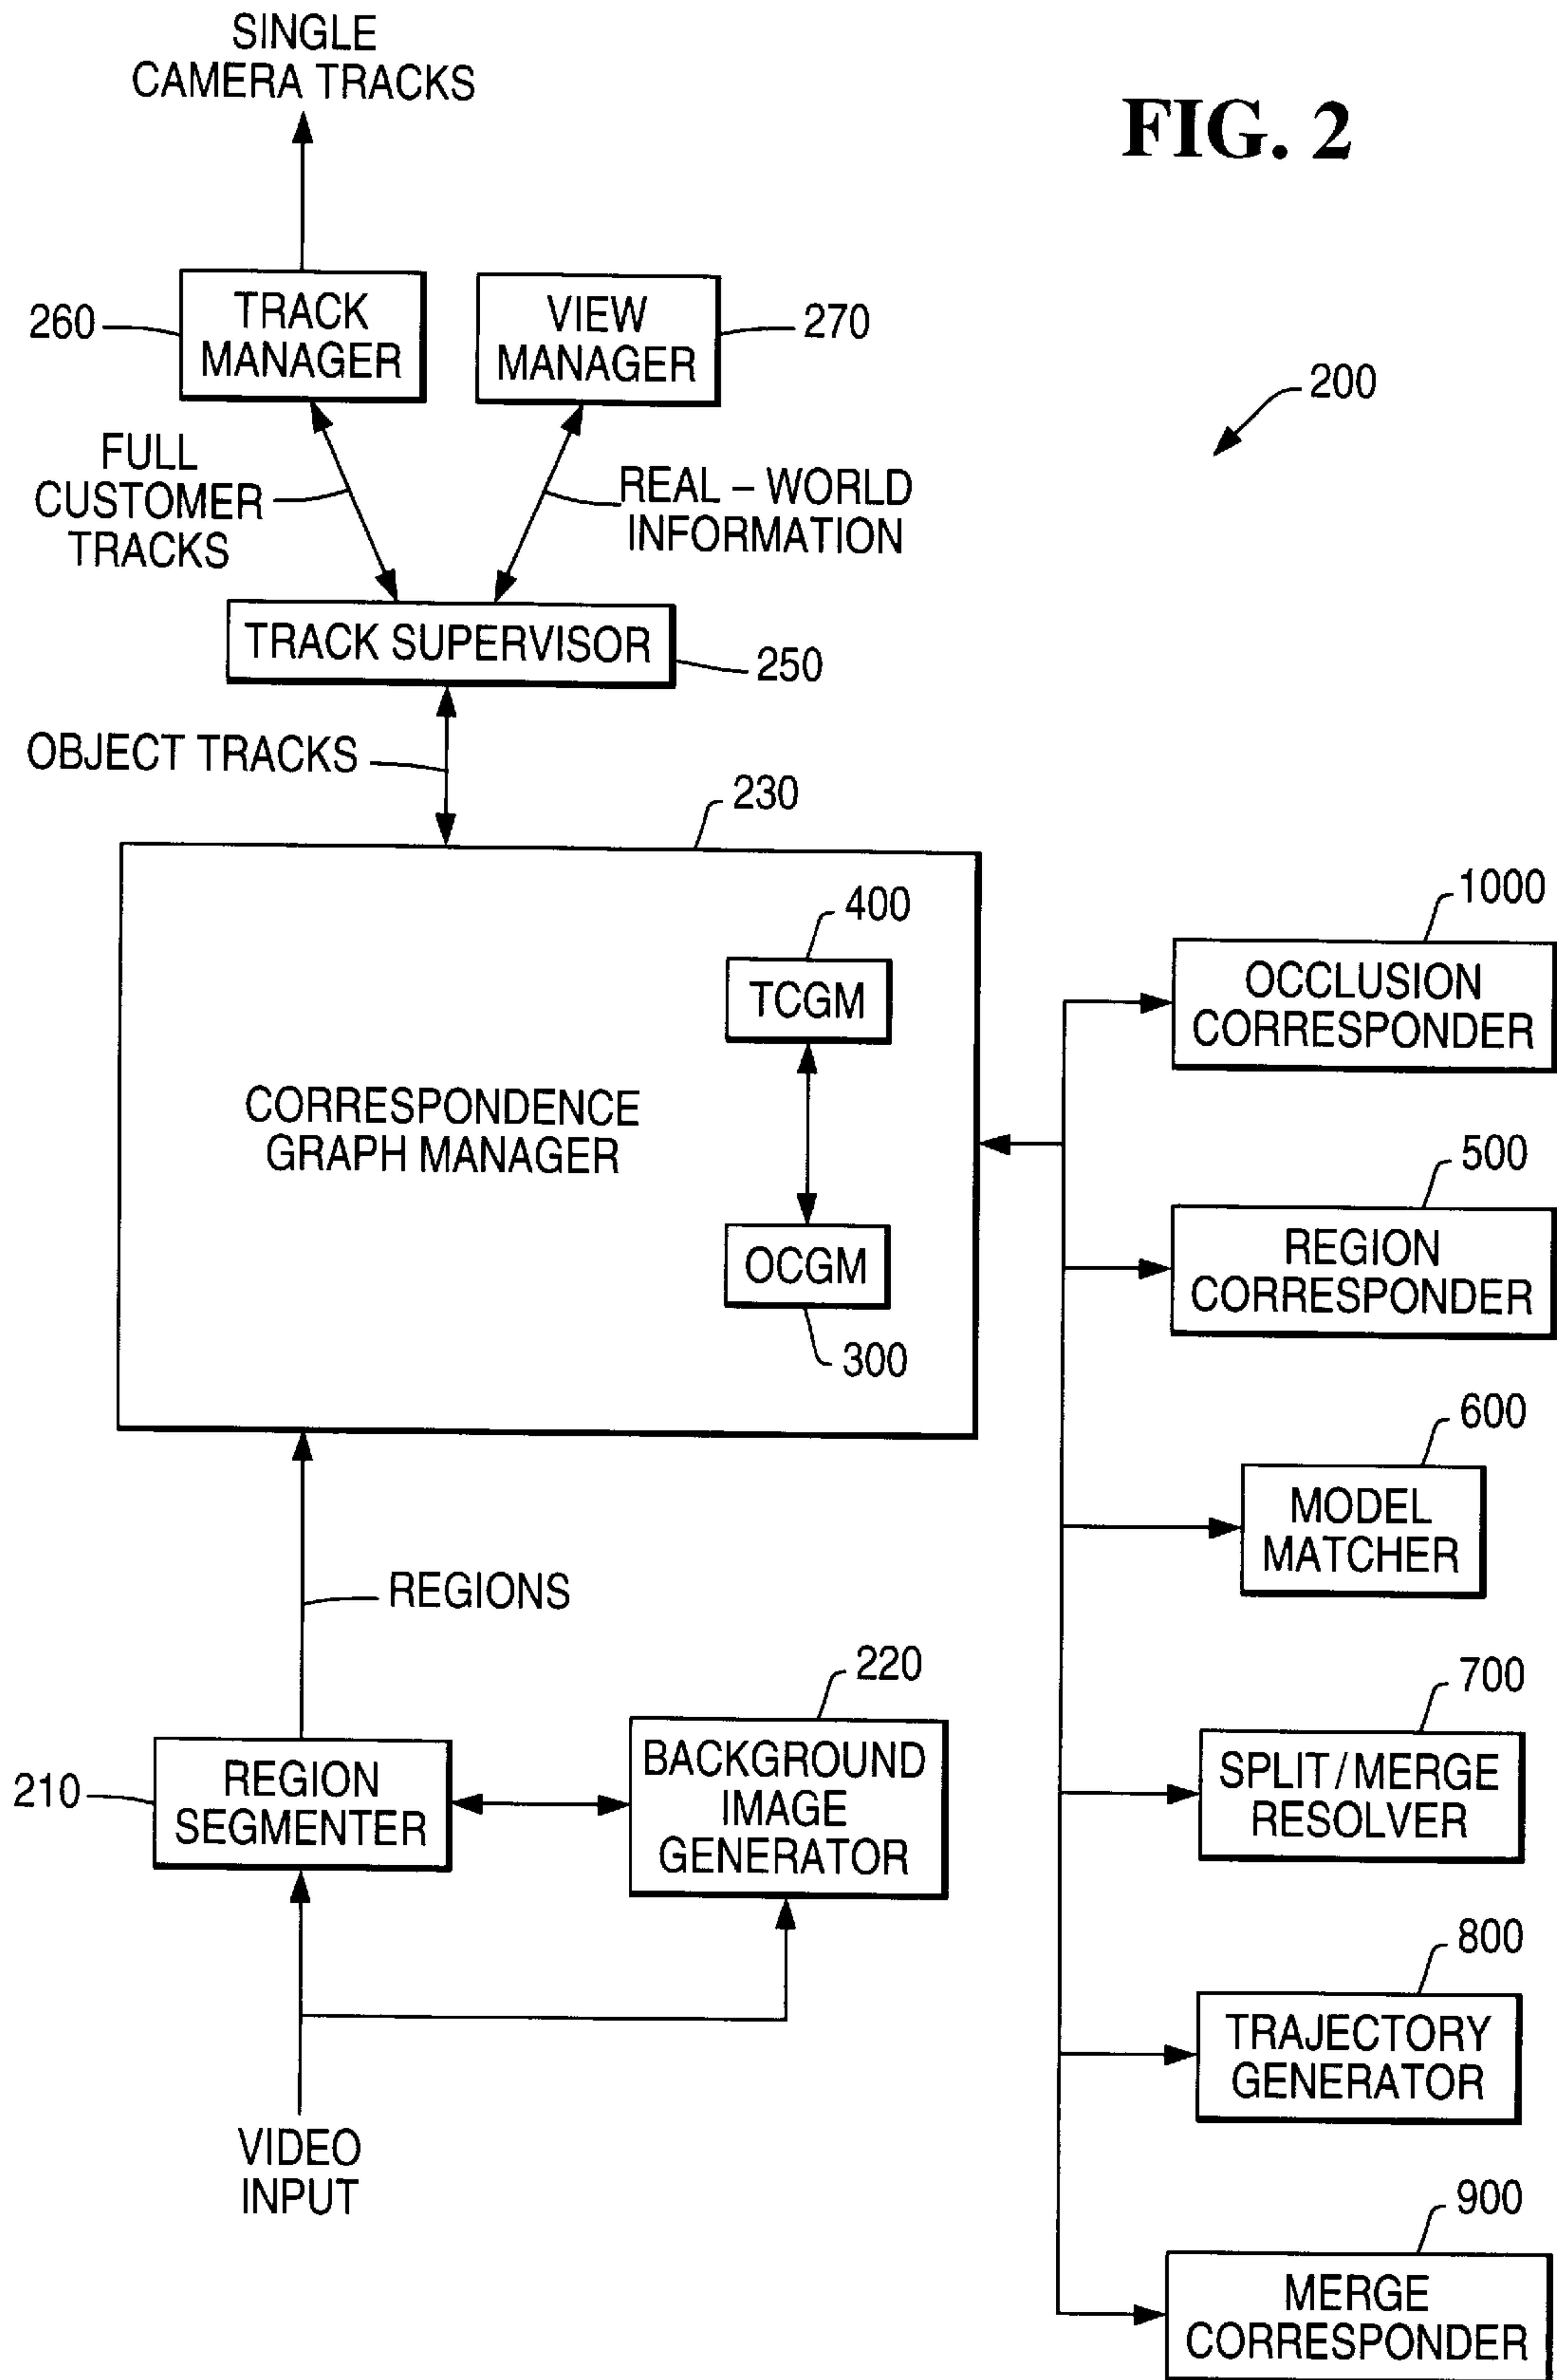 SINGLE
CAMERA TRACKS
FIG. 2
260
TRACK
MANAGER
VIEW
MANAGER
270
200
FULL
CUSTOMER
TRACKS
REAL – WORLD
INFORMATION
TRACK SUPERVISOR
250
OBJECT TRACKS
230
400
TCGM
CORRESPONDENCE
GRAPH MANAGER
OCGM
300
1000
OCCLUSION
CORRESPONDER
500
REGION
CORRESPONDER
600
MODEL
MATCHER
REGIONS
220
700
210
REGION
SEGMENTER
BACKGROUND
IMAGE
GENERATOR
SPLIT/MERGE
RESOLVER
800
TRAJECTORY
GENERATOR
VIDEO
INPUT
900
MERGE
CORRESPONDER